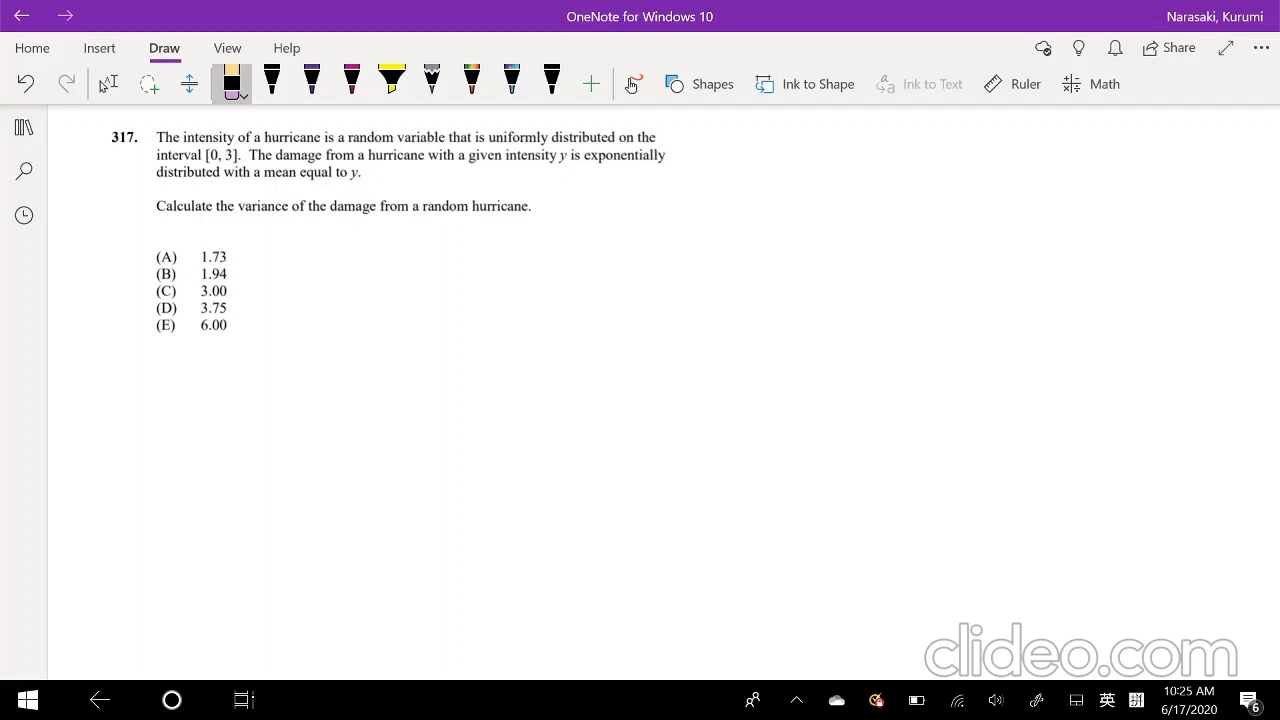 OneNote for Windows 10
Narasaki, Kurumi
Home Insert Draw View Help
Share
Shapes Ink to Shape Ink to Text Ruler Math
317. The intensity of a hurricane is a random variable that is uniformly distributed on the
interval [0, 3]. The damage from a hurricane with a given intensity y is exponentially
distributed with a mean equal to y.
Calculate the variance of the damage from a random hurricane.
(A) 1.73
(B) 1.94
(C) 3.00
(D) 3.75
(E) 6.00
clideo.com
英
拼
10:25 AM
6/17/2020
6